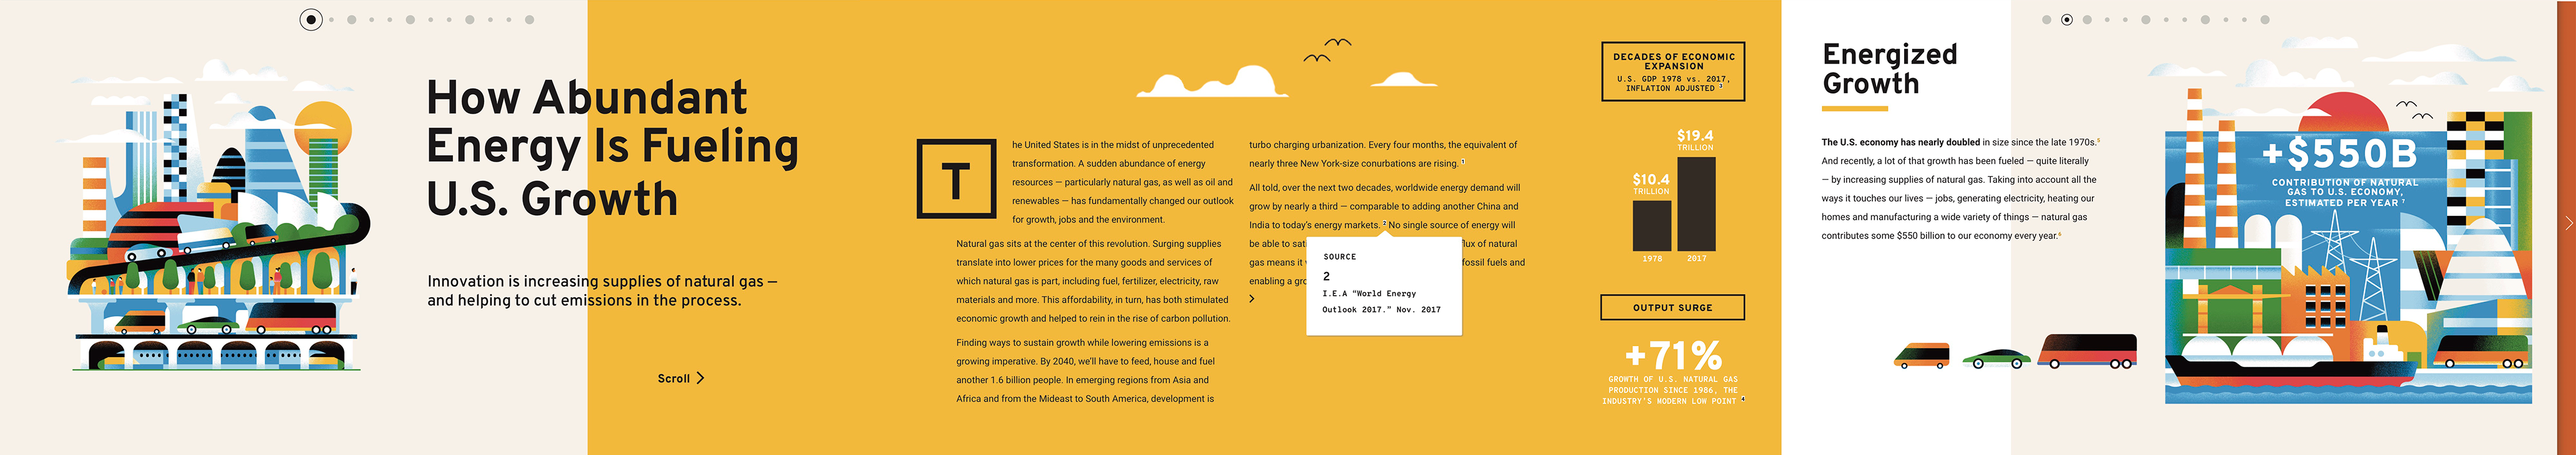 How Abundant
Energy Is Fueling
U.S. Growth
Innovation is increasing supplies of natural gas —
and helping to cut emissions in the process.
Scroll
The United States is in the midst of unprecedented
transformation. A sudden abundance of energy
resources — particularly natural gas, as well as oil and
renewables — has fundamentally changed our outlook
for growth, jobs and the environment.
Natural gas sits at the center of this revolution. Surging supplies
translate into lower prices for the many goods and services of
which natural gas is part, including fuel, fertilizer, electricity, raw
materials and more. This affordability, in turn, has both stimulated
economic growth and helped to rein in the rise of carbon pollution.
Finding ways to sustain growth while lowering emissions is a
growing imperative. By 2040, we'll have to feed, house and fuel
another 1.6 billion people. In emerging regions from Asia and
Africa and from the Mideast to South America, development is
turbo charging urbanization. Every four months, the equivalent of
nearly three New York-size conurbations are rising. 1
All told, over the next two decades, worldwide energy demand will
grow by nearly a third — comparable to adding another China and
India to today's energy markets. 2 No single source of energy will
be able to
flux of natural
gas means it
fossil fuels and
enabling a
SOURCE
2
I.E.A "World Energy
Outlook 2017." Nov. 2017
DECADES OF ECONOMIC
EXPANSION
U.S. GDP 1978 vs. 2017,
INFLATION ADJUSTED 3
$19.4
TRILLION
$10.4
TRILLION
1978 2017
OUTPUT SURGE
+71%
GROWTH OF U.S. NATURAL GAS
PRODUCTION SINCE 1986, THE
INDUSTRY'S MODERN LOW POINT 4
Energized
Growth
The U.S. economy has nearly doubled in size since the late 1970s.5
And recently, a lot of that growth has been fueled — quite literally
— by increasing supplies of natural gas. Taking into account all the
ways it touches our lives — jobs, generating electricity, heating our
homes and manufacturing a wide variety of things — natural gas
contributes some $550 billion to our economy every year.6
+$550B
CONTRIBUTION OF NATURAL
GAS TO U.S. ECONOMY,
ESTIMATED PER YEAR 7